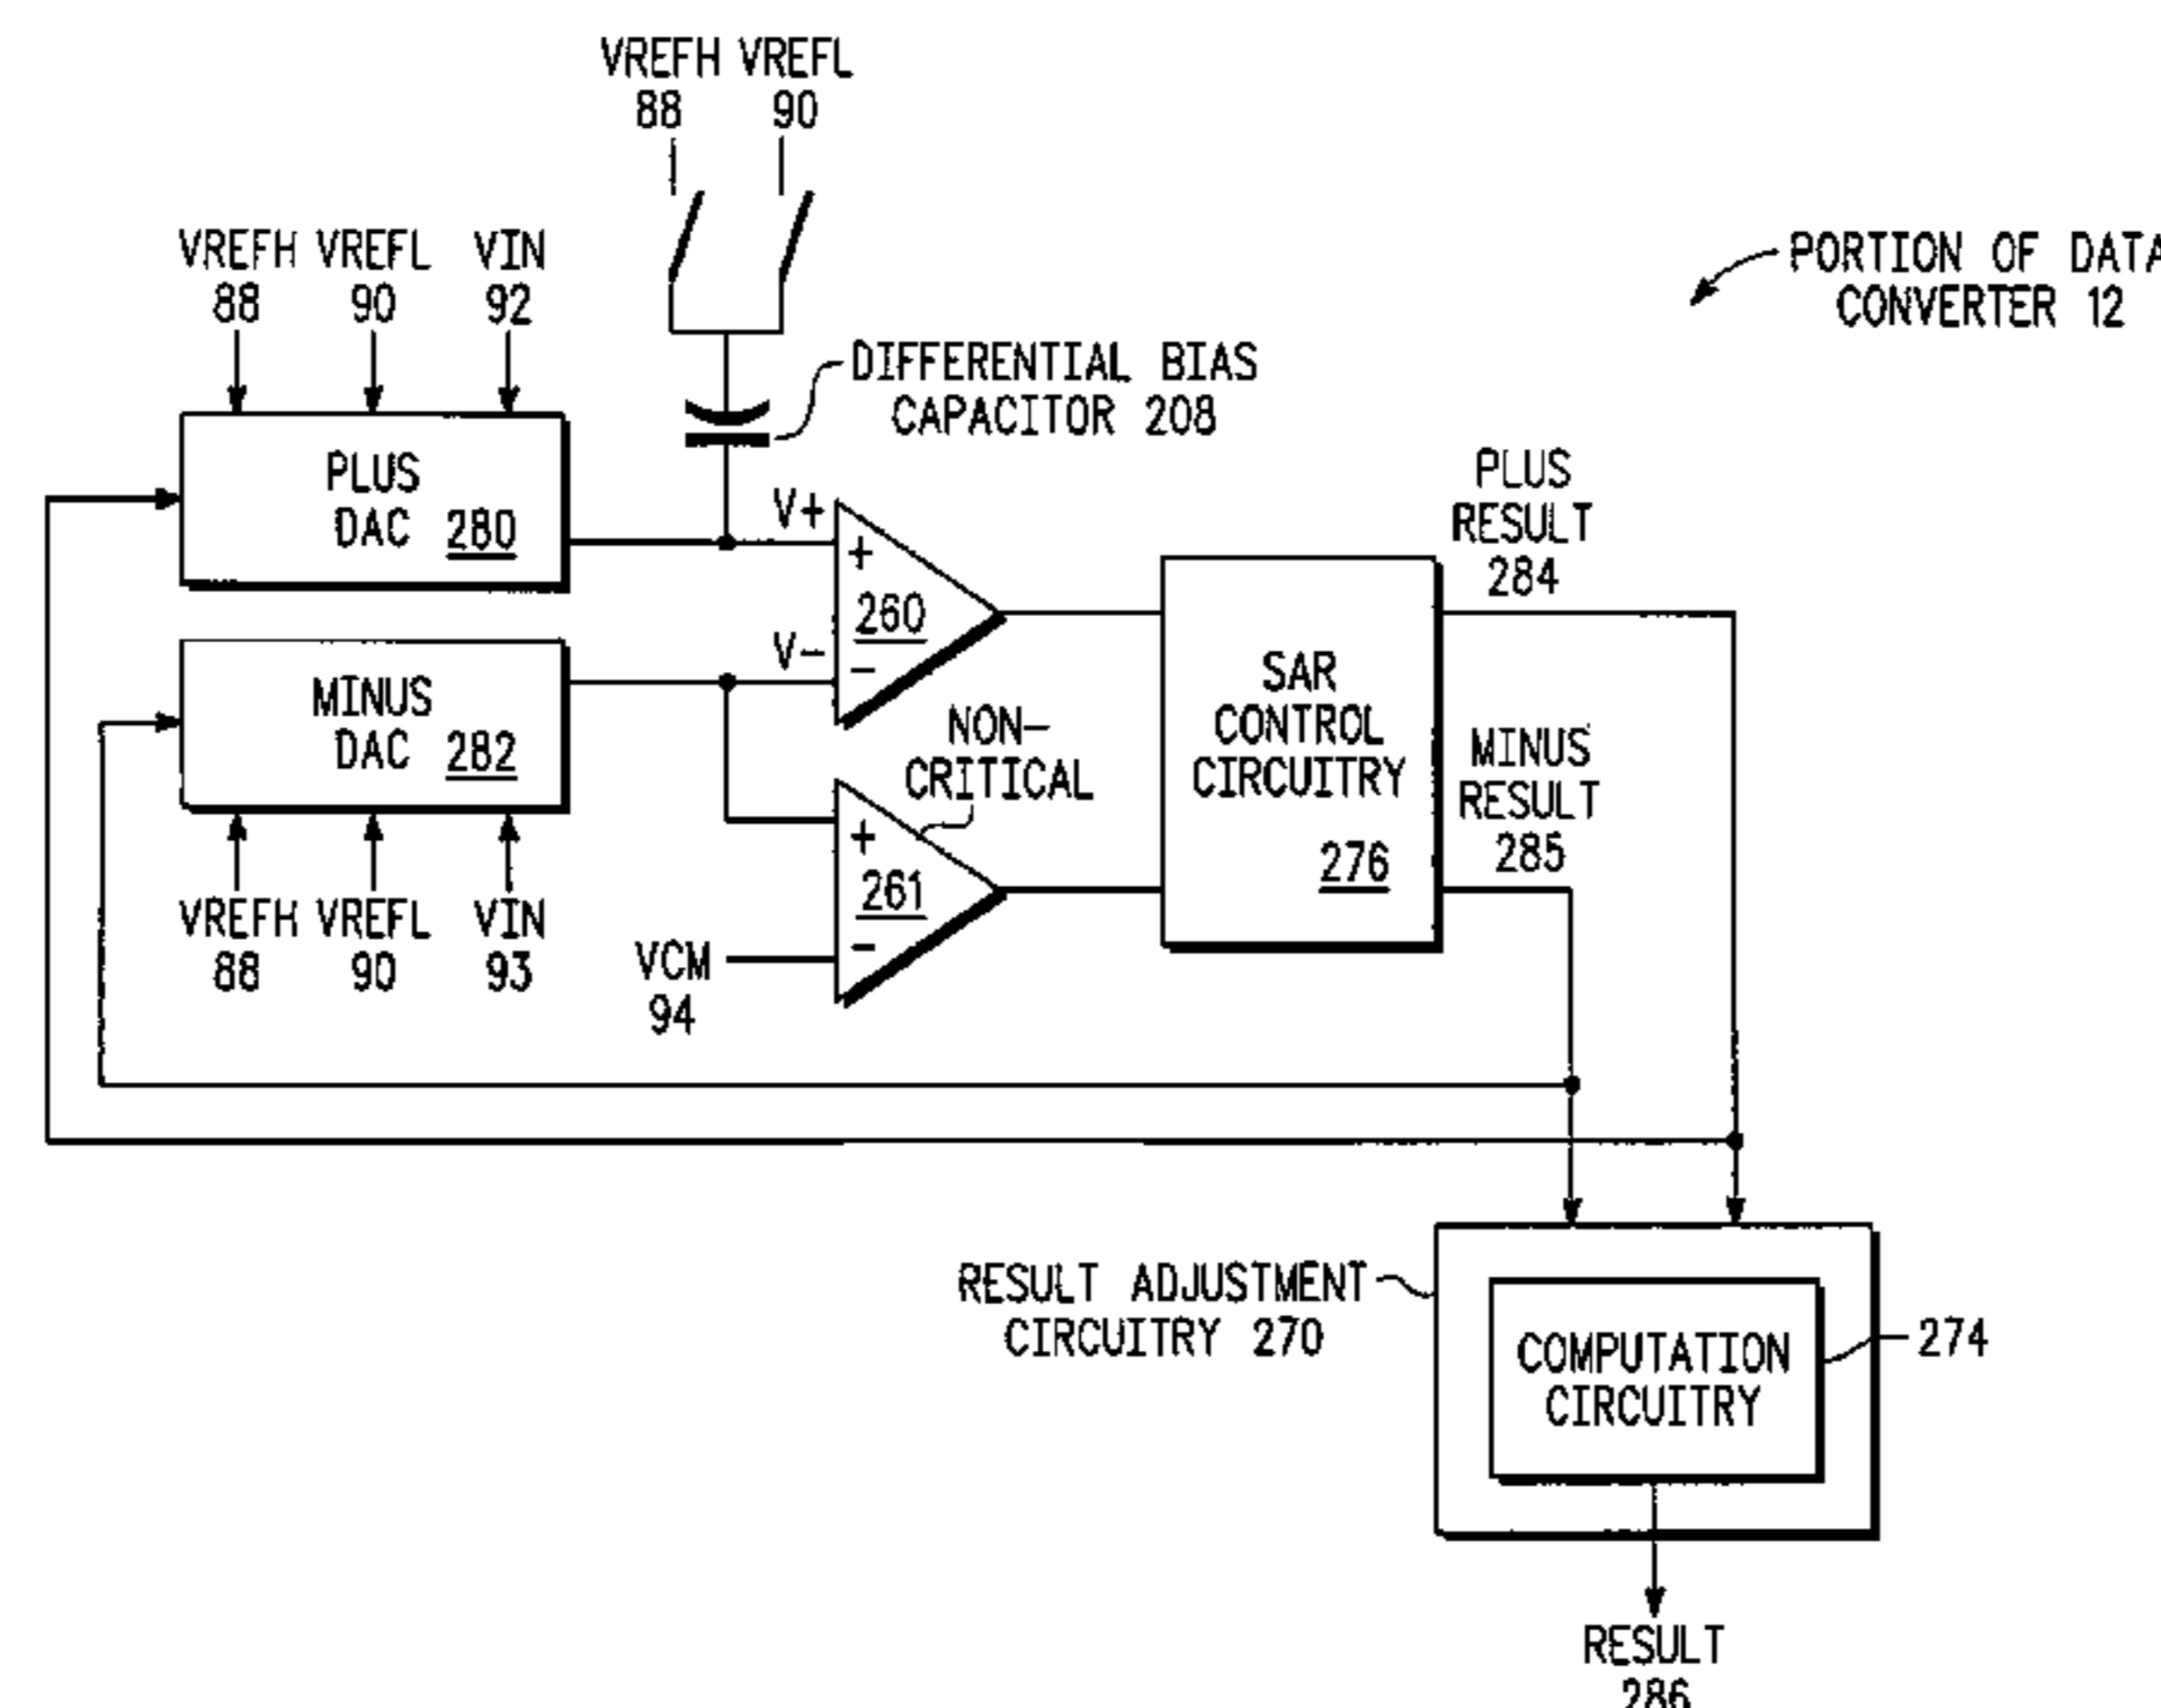 VREFH VREFL
88 90
VREFH VREFL VIN
88 90 92
PORTION OF DATA
CONVERTER 12
DIFFERENTIAL BIAS
CAPACITOR 208
PLUS
DAC 280
V+
+
260
V-
-
PLUS
RESULT
284
MINUS
DAC 282
NON-
CRITICAL
SAR
CONTROL
CIRCUITRY
276
MINUS
RESULT
285
+
261
-
VREFH VREFL VIN
88 90 93
VCM
94
RESULT ADJUSTMENT
CIRCUITRY 270
COMPUTATION
CIRCUITRY
274
RESULT
286